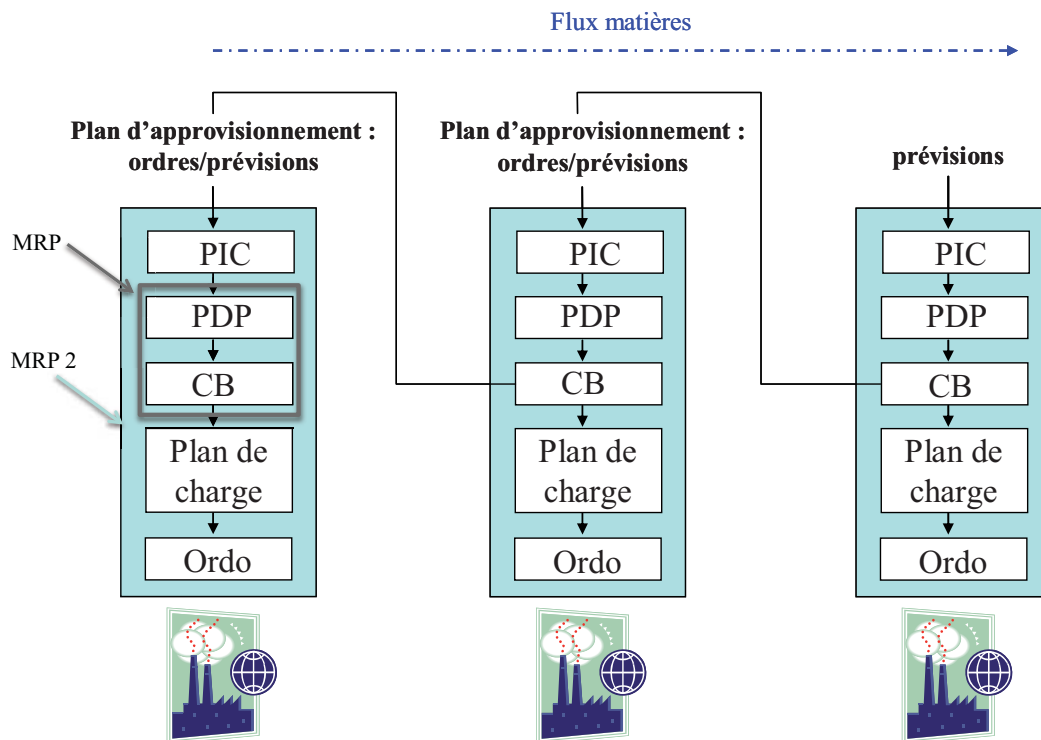 Flux matières
Plan d’approvisionnement :
ordres/prévisions
Plan d’approvisionnement :
ordres/prévisions
prévisions
MRP
MRP 2
PIC
PDP
CB
Plan de
charge
Ordo
PIC
PDP
CB
Plan de
charge
Ordo
PIC
PDP
CB
Plan de
charge
Ordo